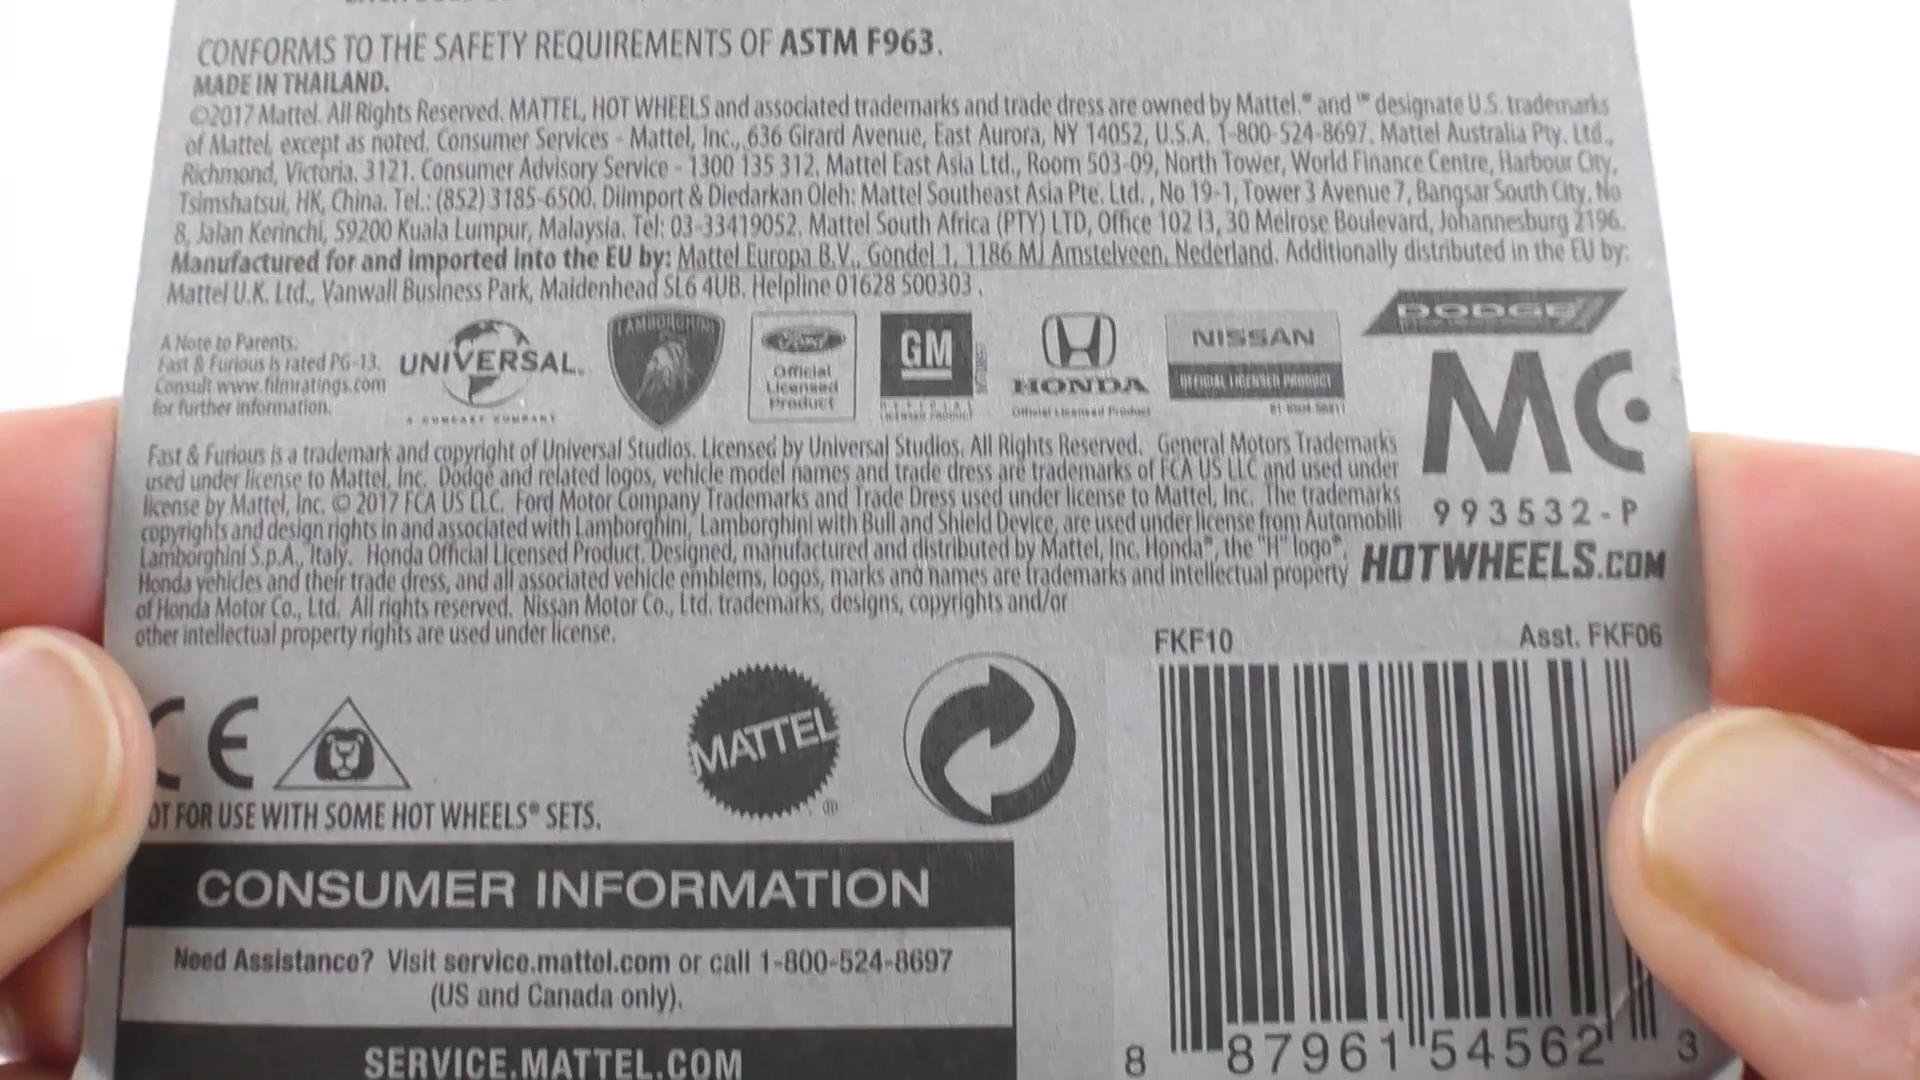 CONFORMS TO THE SAFETY REQUIREMENTS OF ASTM F963.
MADE IN THAILAND.
©2017 Mattel. All Rights Reserved. MATTEL, HOT WHEELS and associated trademarks and trade dress are owned by Mattel.® and ™ designate U.S. trademarks
of Mattel, except as noted. Consumer Services - Mattel, Inc., 636 Girard Avenue, East Aurora, NY 14052, U.S.A. 1-800-524-8697. Mattel Australia Pty. Ltd.,
Richmond, Victoria. 3121. Consumer Advisory Service - 1300 135 312. Mattel East Asia Ltd., Room 503-09, North Tower, World Finance Centre, Harbour City,
Tsimshatsui, HK, China. Tel.: (852) 3185-6500. Diimport & Diedarkan Oleh: Mattel Southeast Asia Pte. Ltd. , No 19-1, Tower 3 Avenue 7, Bangsar South City, No
8, Jalan Kerinchi, 59200 Kuala Lumpur, Malaysia. Tel: 03-33419052. Mattel South Africa (PTY) LTD, Office 102 I3, 30 Melrose Boulevard, Johannesburg 2196.
Manufactured for and imported into the EU by: Mattel Europa B.V., Gondel 1, 1186 MJ Amstelveen, Nederland. Additionally distributed in the EU by:
Mattel U.K. Ltd., Vanwall Business Park, Maidenhead SL6 4UB. Helpline 01628 500303 .
A Note to Parents:
Fast & Furious is rated PG-13.
Consult www.filmratings.com
for further information.
UNIVERSAL
A COMCAST COMPANY
LAMBORGHINI
Ford
Official
Licensed
Product
GM
OFFICIAL
LICENSED PRODUCT
HONDA
Official Licensed Product
NISSAN
OFFICIAL LICENSED PRODUCT
DODGE
MC
993532-P
HOTWHEELS.COM
Fast & Furious is a trademark and copyright of Universal Studios. Licensed by Universal Studios. All Rights Reserved. General Motors Trademarks
used under license to Mattel, Inc. Dodge and related logos, vehicle model names and trade dress are trademarks of FCA US LLC and used under
license by Mattel, Inc. © 2017 FCA US LLC. Ford Motor Company Trademarks and Trade Dress used under license to Mattel, Inc. The trademarks
copyrights and design rights in and associated with Lamborghini, Lamborghini with Bull and Shield Device, are used under license from Automobili
Lamborghini S.p.A., Italy. Honda Official Licensed Product. Designed, manufactured and distributed by Mattel, Inc. Honda®, the "H" logo®,
Honda vehicles and their trade dress, and all associated vehicle emblems, logos, marks and names are trademarks and intellectual property
of Honda Motor Co., Ltd. All rights reserved. Nissan Motor Co., Ltd. trademarks, designs, copyrights and/or
other intellectual property rights are used under license.
FKF10 Asst. FKF06
CE
MATTEL ®
OT FOR USE WITH SOME HOT WHEELS® SETS.
CONSUMER INFORMATION
Need Assistance? Visit service.mattel.com or call 1-800-524-8697
(US and Canada only).
SERVICE.MATTEL.COM
8 87961 54562 3